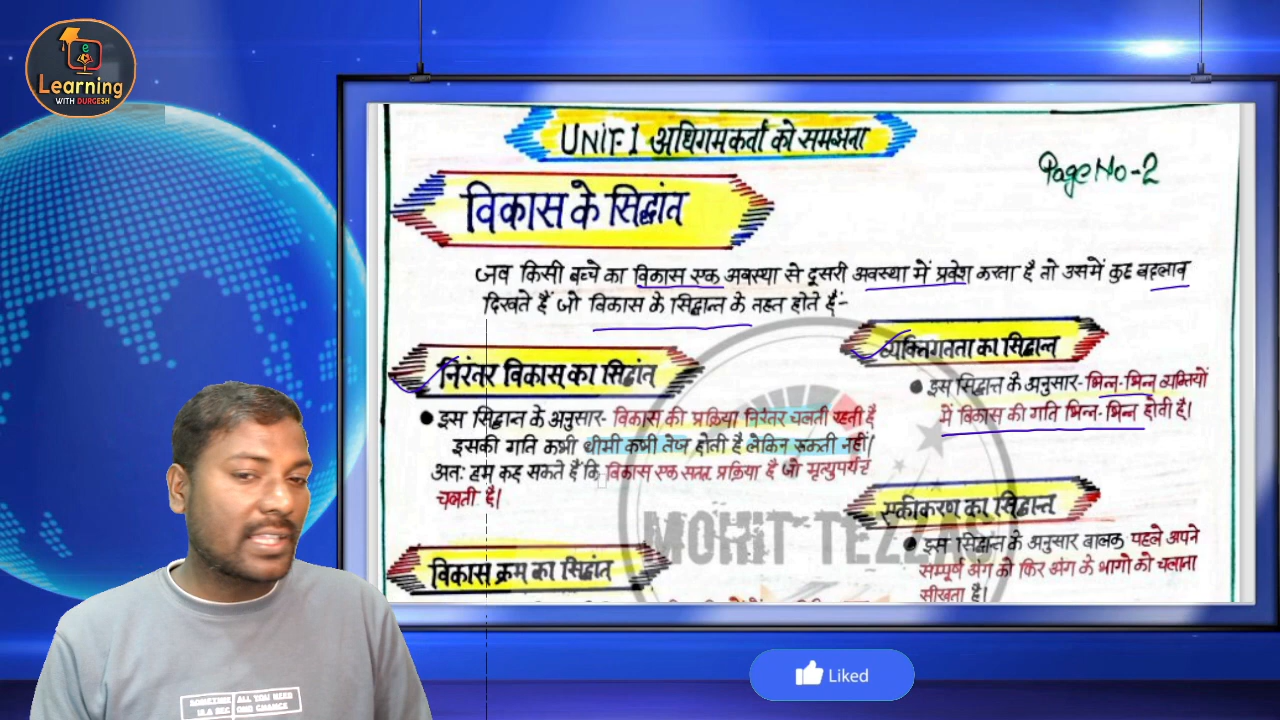 e
Learning
WITH DURGESH
UNIT-1 अधिगमकर्ता को समझना
Page No-2
विकास के सिद्धांत
जब किसी बच्चे का विकास एक अवस्था से दूसरी अवस्था में प्रवेश करता है तो उसमें कुछ बदलाव
दिखते हैं जो विकास के सिद्धान्त के तहत होते हैं:-
निरंतर विकास का सिद्धांत
● इस सिद्धान्त के अनुसार- विकास की प्रक्रिया निरंतर चलती रहती है
इसकी गति कभी धीमी कभी तेज होती है लेकिन रुकती नहीं।
अतः हम कह सकते हैं कि विकास एक सतत प्रक्रिया है जो मृत्युपर्यंत
चलती है।
विकास क्रम का सिद्धांत
व्यक्तिगतता का सिद्धान्त
● इस सिद्धान्त के अनुसार- भिन्न-भिन्न व्यक्तियों
में विकास की गति भिन्न-भिन्न होती है।
एकीकरण का सिद्धान्त
● इस सिद्धांत के अनुसार बालक पहले अपने
सम्पूर्ण अंग को फिर अंग के भागो को चलाना
सीखता है।
MOHIT
Liked